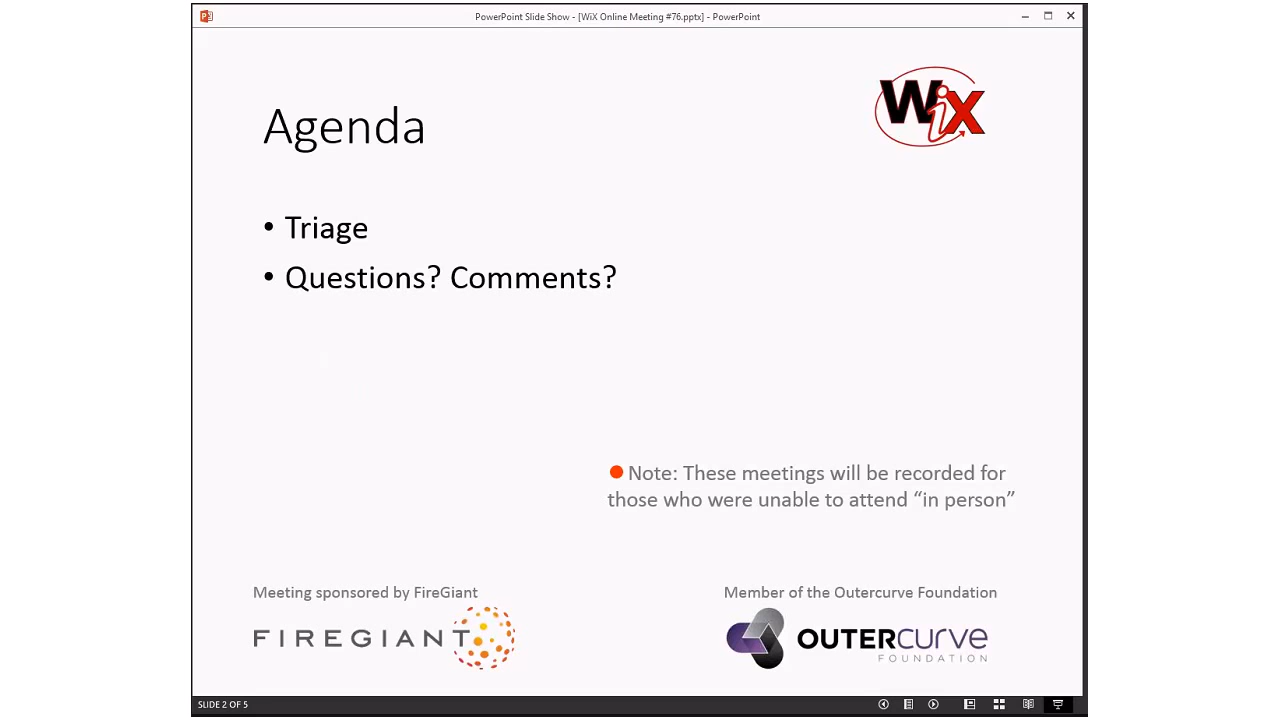 PowerPoint Slide Show - [WiX Online Meeting #76.pptx] - PowerPoint
WiX
Agenda
• Triage
• Questions? Comments?
Note: These meetings will be recorded for
those who were unable to attend “in person”
Meeting sponsored by FireGiant
FIREGIANT
Member of the Outercurve Foundation
OUTERCURVE
FOUNDATION
SLIDE 2 OF 5